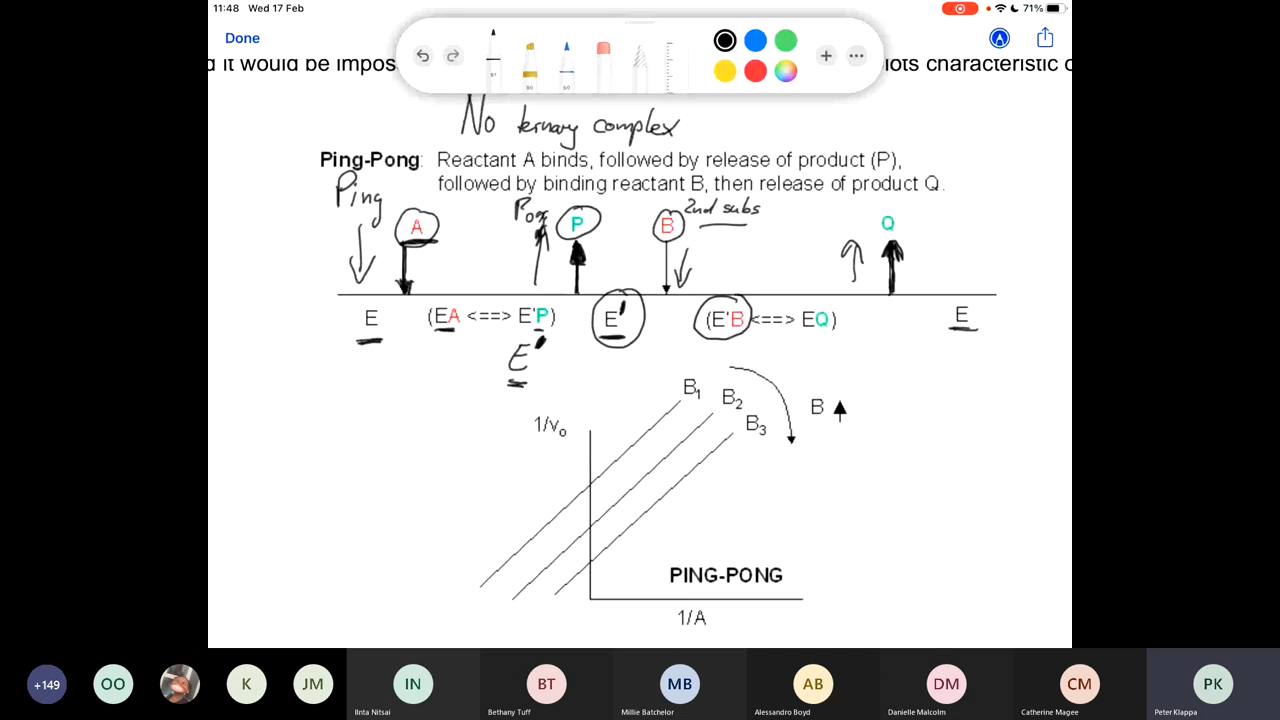 11:48 Wed 17 Feb
71%
Done
d it would be impos
lots characteristic o
No ternary complex
Ping-Pong: Reactant A binds, followed by release of product (P),
followed by binding reactant B, then release of product Q.
Ping
A
Pong
P
B
2nd subs
Q
E
(EA <==> E'P)
E'
(E'B <==> EQ)
E
E'
B1
B2
B3
B
1/vo
PING-PONG
1/A
+149
OO
K
JM
IN
BT
MB
AB
DM
CM
PK
Ilnta Nitsai
Bethany Tuff
Millie Batchelor
Alessandro Boyd
Danielle Malcolm
Catherine Magee
Peter Klappa